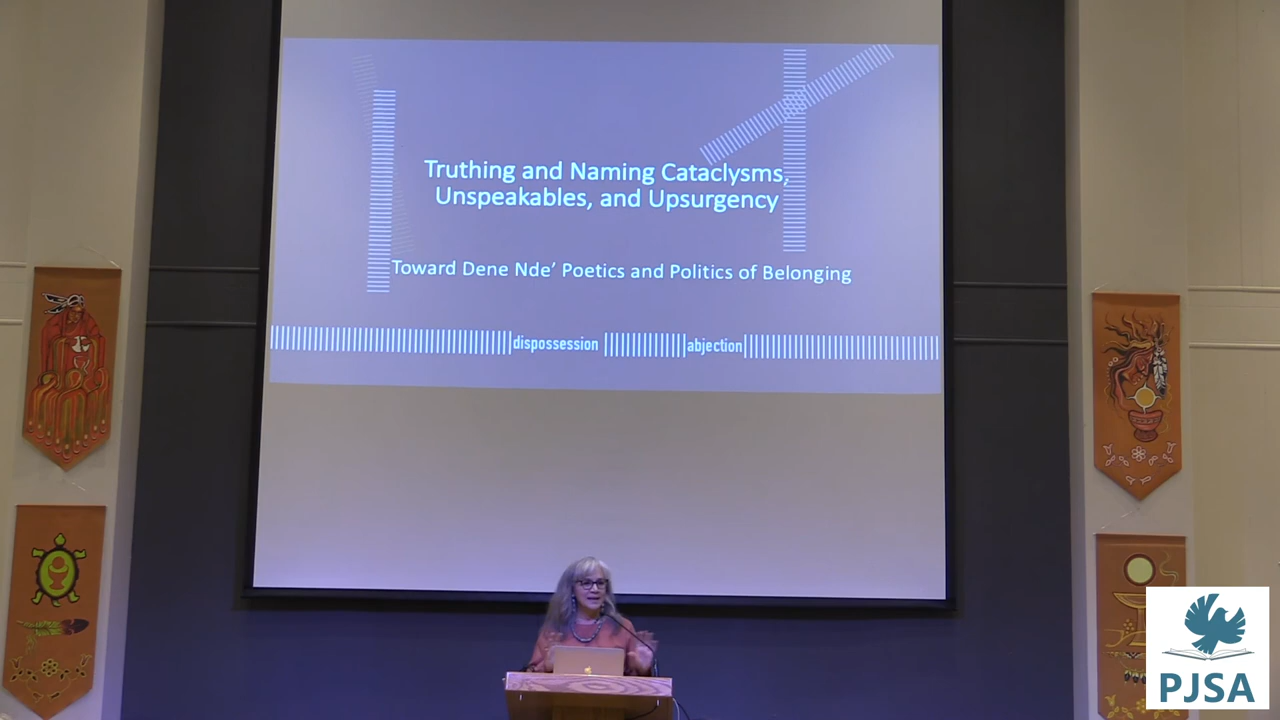 Truthing and Naming Cataclysms,
Unspeakables, and Upsurgency
Toward Dene Nde’ Poetics and Politics of Belonging
dispossession
abjection
PJSA